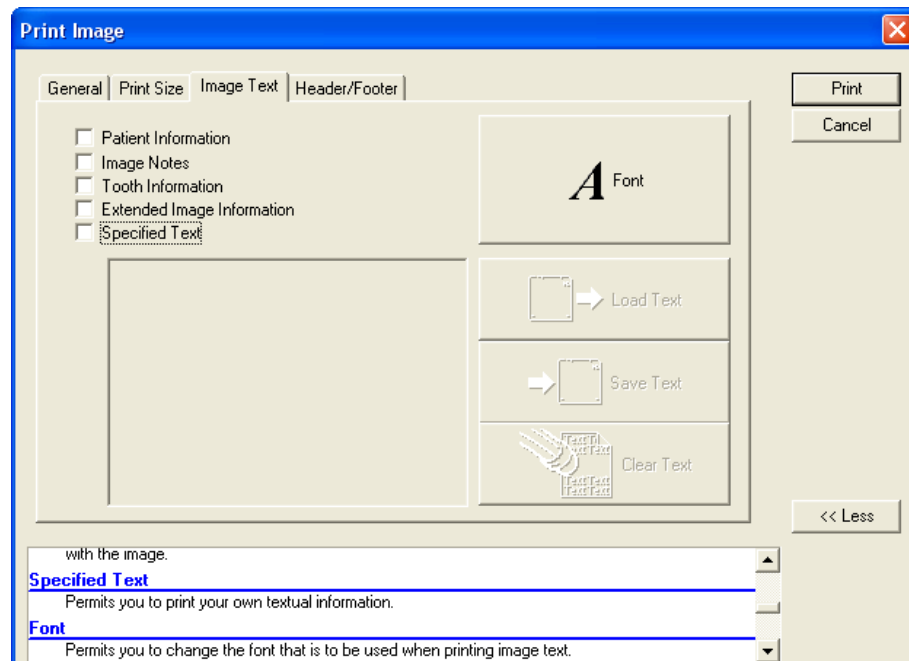 Print Image
General Print Size Image Text Header/Footer
Print
Cancel
Patient Information
Image Notes
Tooth Information
Extended Image Information
Specified Text
A Font
Load Text
Save Text
Clear Text
<< Less
with the image.
Specified Text
Permits you to print your own textual information.
Font
Permits you to change the font that is to be used when printing image text.